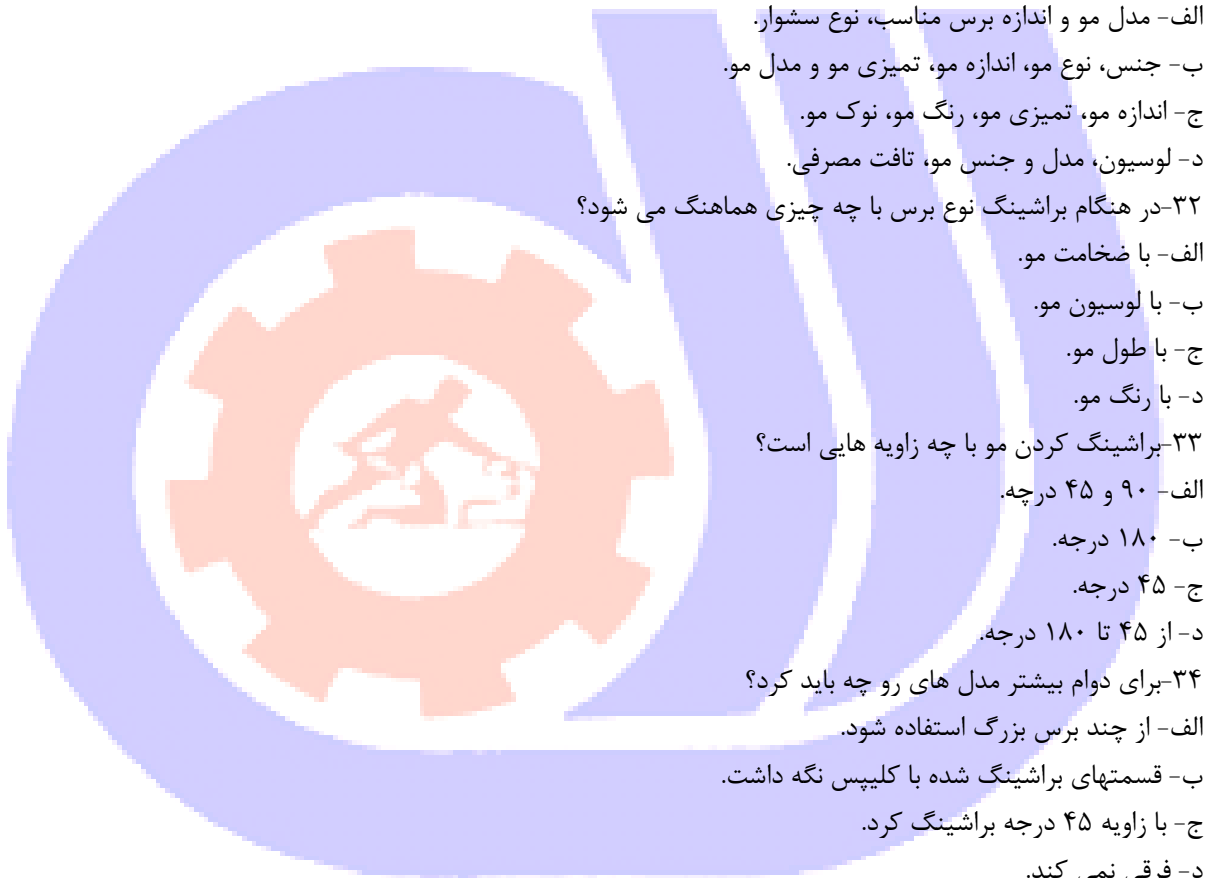 الف- مدل مو و اندازه برس مناسب، نوع سشوار.
ب- جنس، نوع مو، اندازه مو، تمیزی مو و مدل مو.
ج- اندازه مو، تمیزی مو، رنگ مو، نوک مو.
د- لوسیون، مدل و جنس مو، تافت مصرفی.
۳۲-در هنگام براشینگ نوع برس با چه چیزی هماهنگ می شود؟
الف- با ضخامت مو.
ب- با لوسیون مو.
ج- با طول مو.
د- با رنگ مو.
۳۳-براشینگ کردن مو با چه زاویه هایی است؟
الف- ۹۰ و ۴۵ درچه.
ب- ۱۸۰ درجه.
ج- ۴۵ درجه.
د- از ۴۵ تا ۱۸۰ درجه.
۳۴-برای دوام بیشتر مدل های رو چه باید کرد؟
الف- از چند برس بزرگ استفاده شود.
ب- قسمتهای براشینگ شده با کلیپس نگه داشت.
ج- با زاویه ۴۵ درجه براشینگ کرد.
د- فرقی نمی کند.